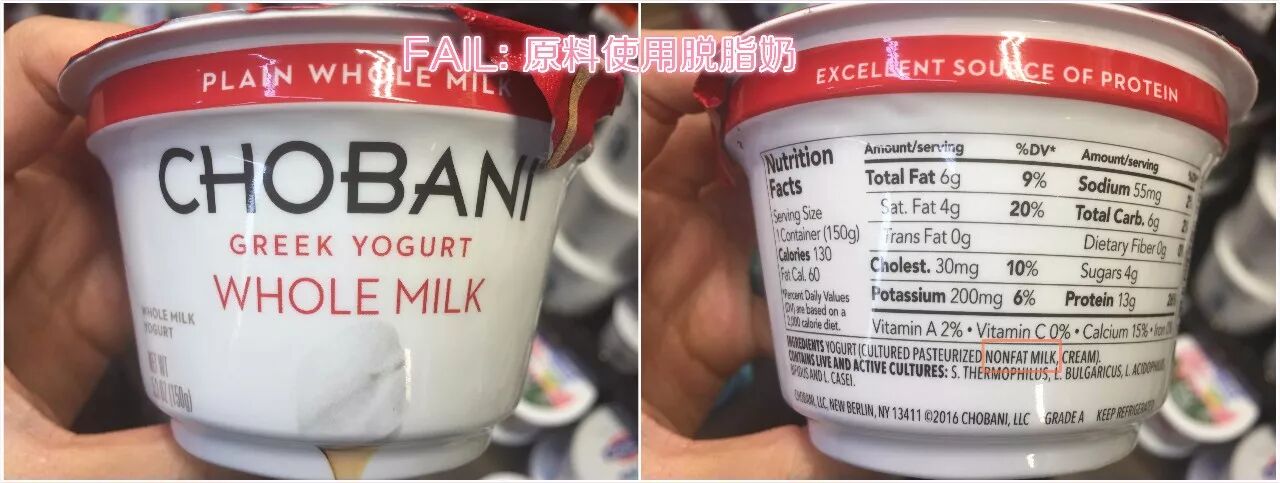 FAIL: 原料使用脱脂奶
PLAIN WHOLE MILK
CHOBANI
GREEK YOGURT
WHOLE MILK
WHOLE MILK
YOGURT
NET WT
OZ (150g)
EXCELLENT SOURCE OF PROTEIN
Nutrition
Facts
Serving Size
1 Container (150g)
Calories 130
Fat Cal. 60
*Percent Daily Values
(DV) are based on a
2,000 calorie diet.
Amount/serving %DV*
Total Fat 6g 9%
Sat. Fat 4g 20%
Trans Fat 0g
Cholest. 30mg 10%
Potassium 200mg 6%
Amount/serving
Sodium 55mg
Total Carb. 6g
Dietary Fiber 0g
Sugars 4g
Protein 13g
Vitamin A 2% • Vitamin C 0% • Calcium 15% • Iron 0%
INGREDIENTS YOGURT (CULTURED PASTEURIZED NONFAT MILK, CREAM).
CONTAINS LIVE AND ACTIVE CULTURES: S. THERMOPHILUS, L. BULGARICUS, L. ACIDOPHILUS,
BIFIDUS AND L. CASEI.
CHOBANI, LLC, NEW BERLIN, NY 13411 ©2016 CHOBANI, LLC GRADE A KEEP REFRIGERATED